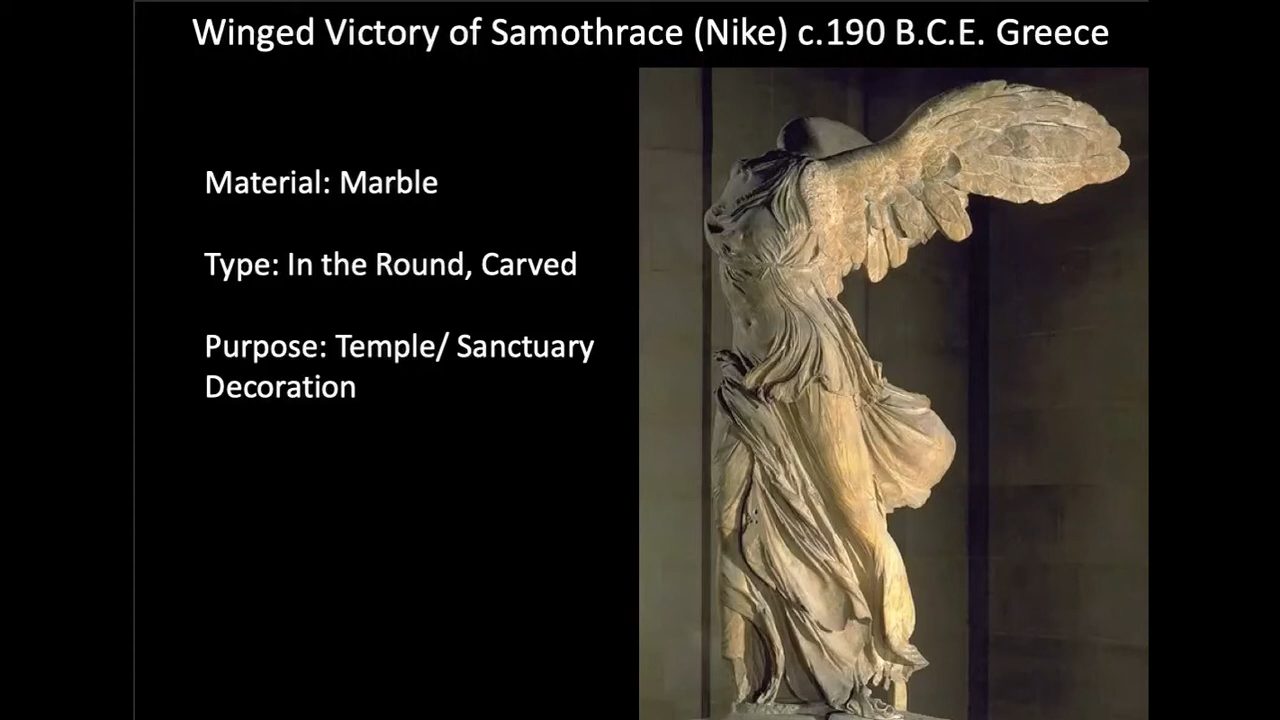 Winged Victory of Samothrace (Nike) c.190 B.C.E. Greece
Material: Marble
Type: In the Round, Carved
Purpose: Temple/ Sanctuary
Decoration